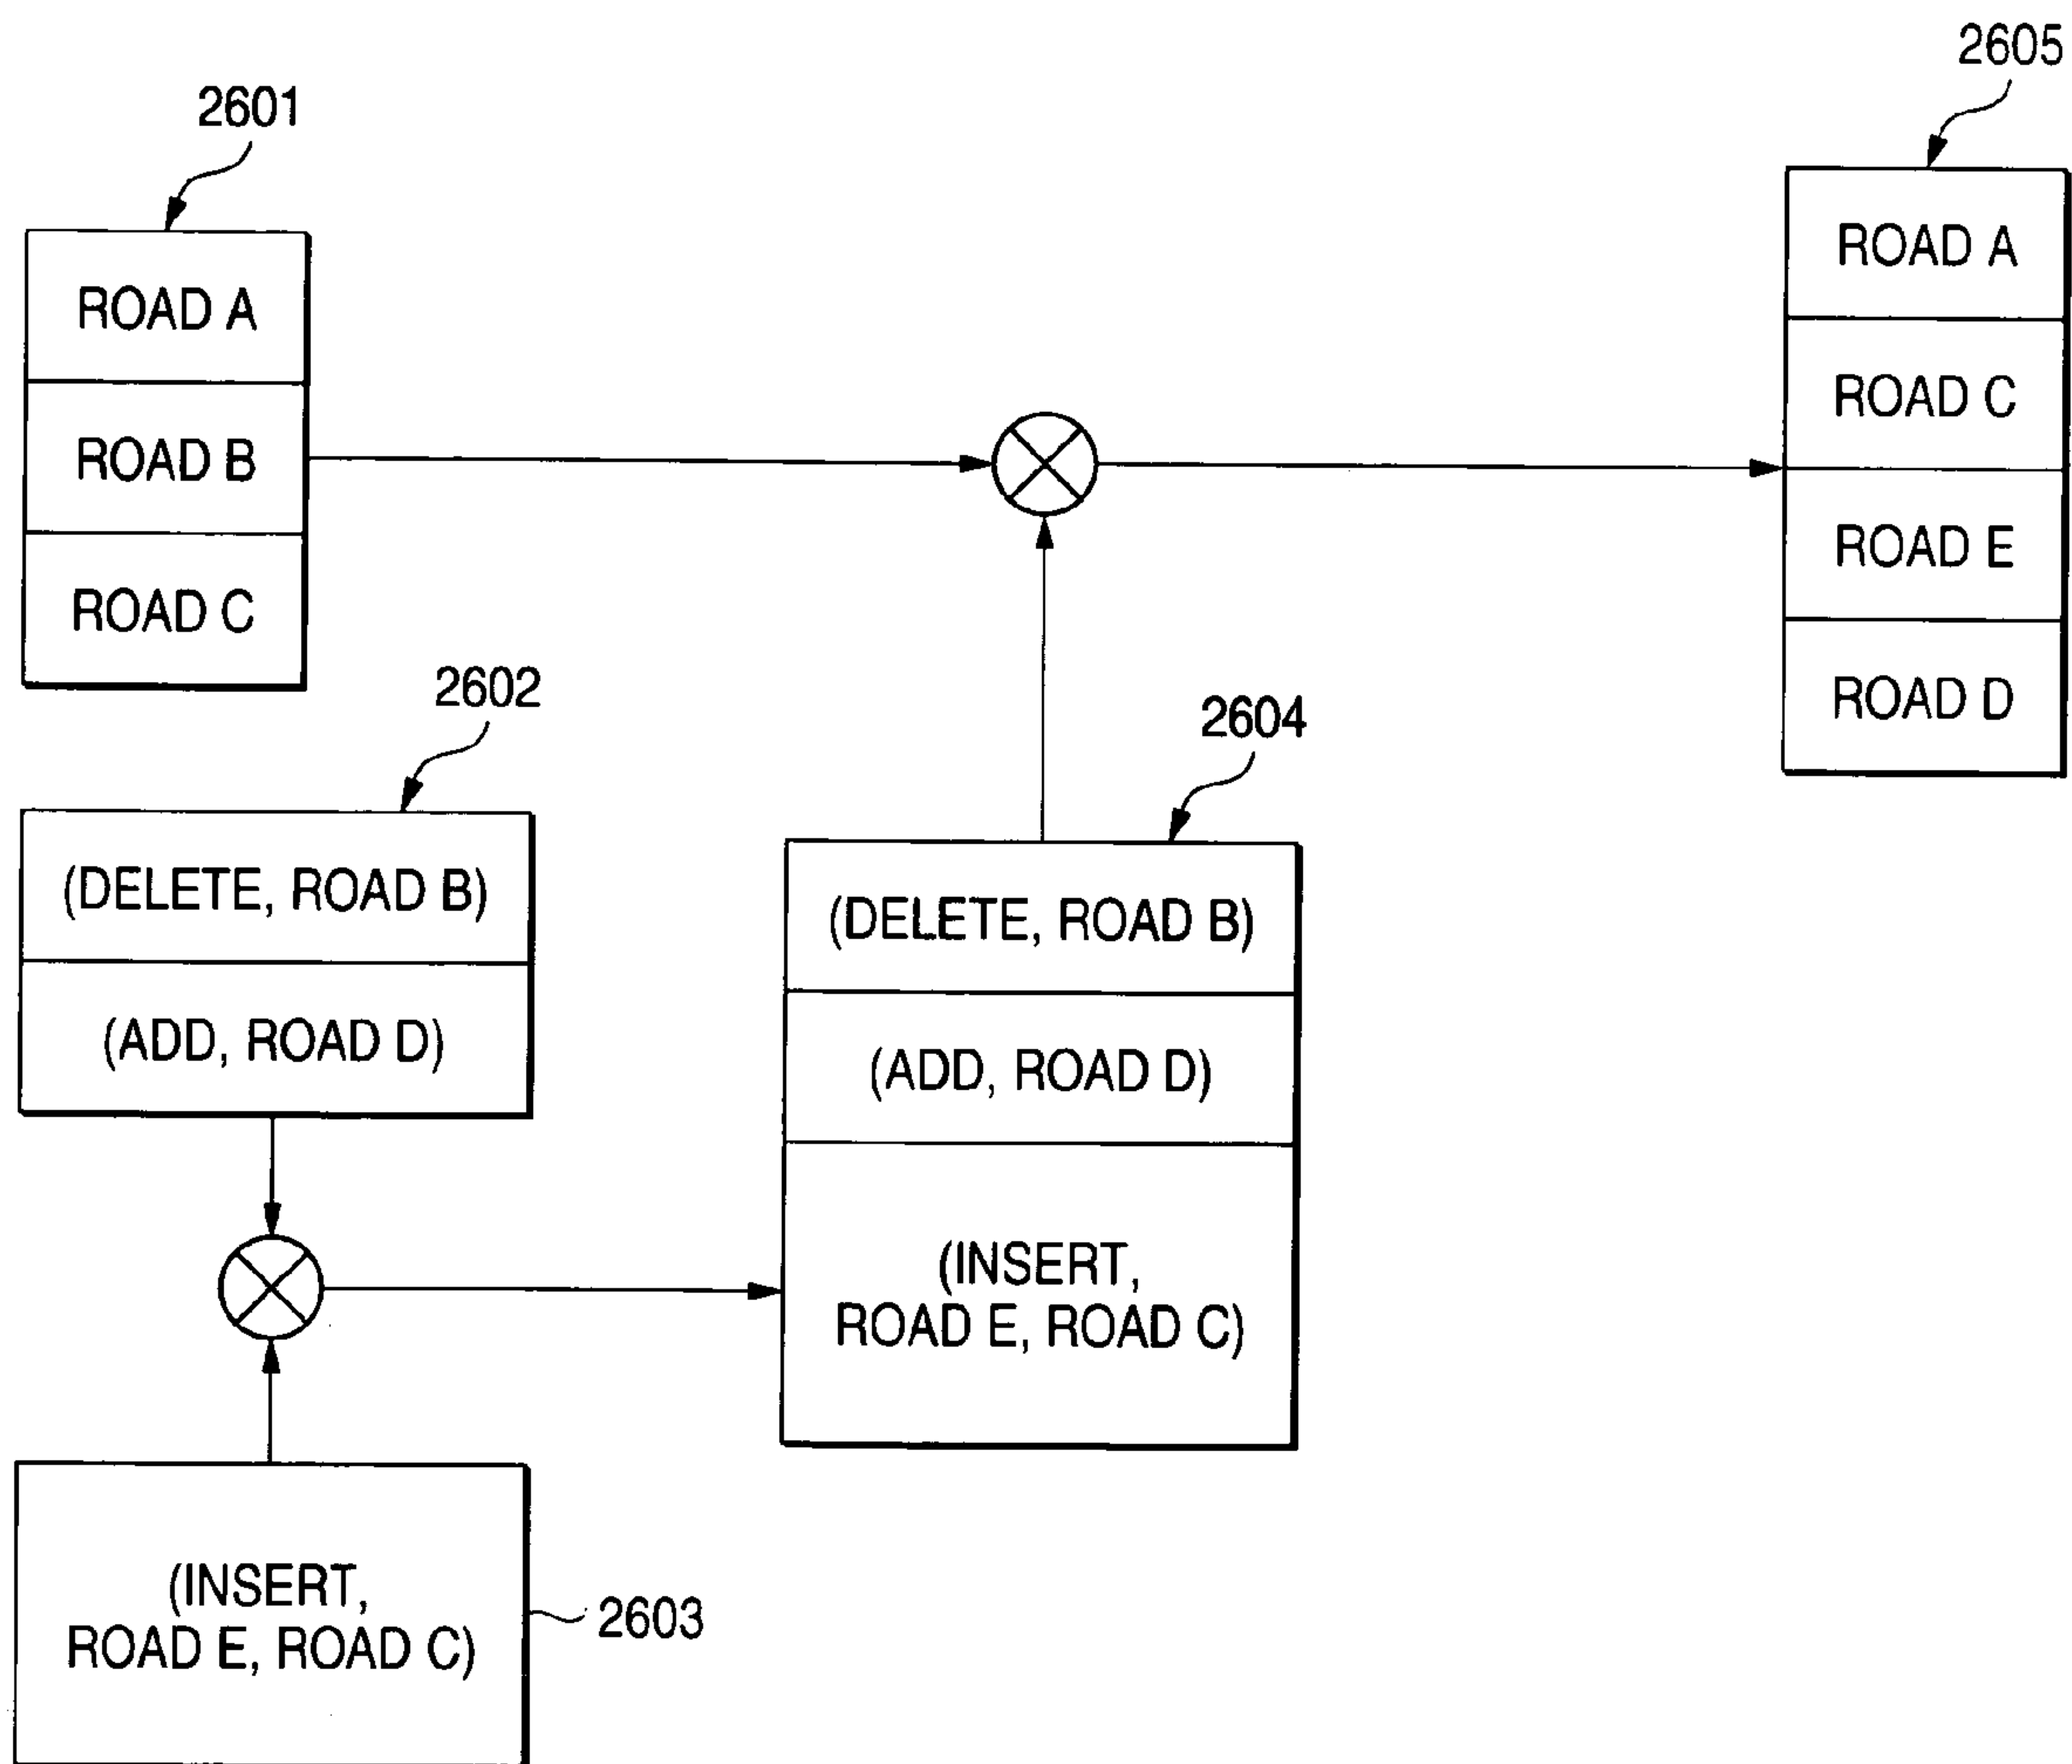 2601
ROAD A
ROAD B
ROAD C
2602
(DELETE, ROAD B)
(ADD, ROAD D)
(INSERT,
ROAD E, ROAD C)
2603
2604
(DELETE, ROAD B)
(ADD, ROAD D)
(INSERT,
ROAD E, ROAD C)
2605
ROAD A
ROAD C
ROAD E
ROAD D